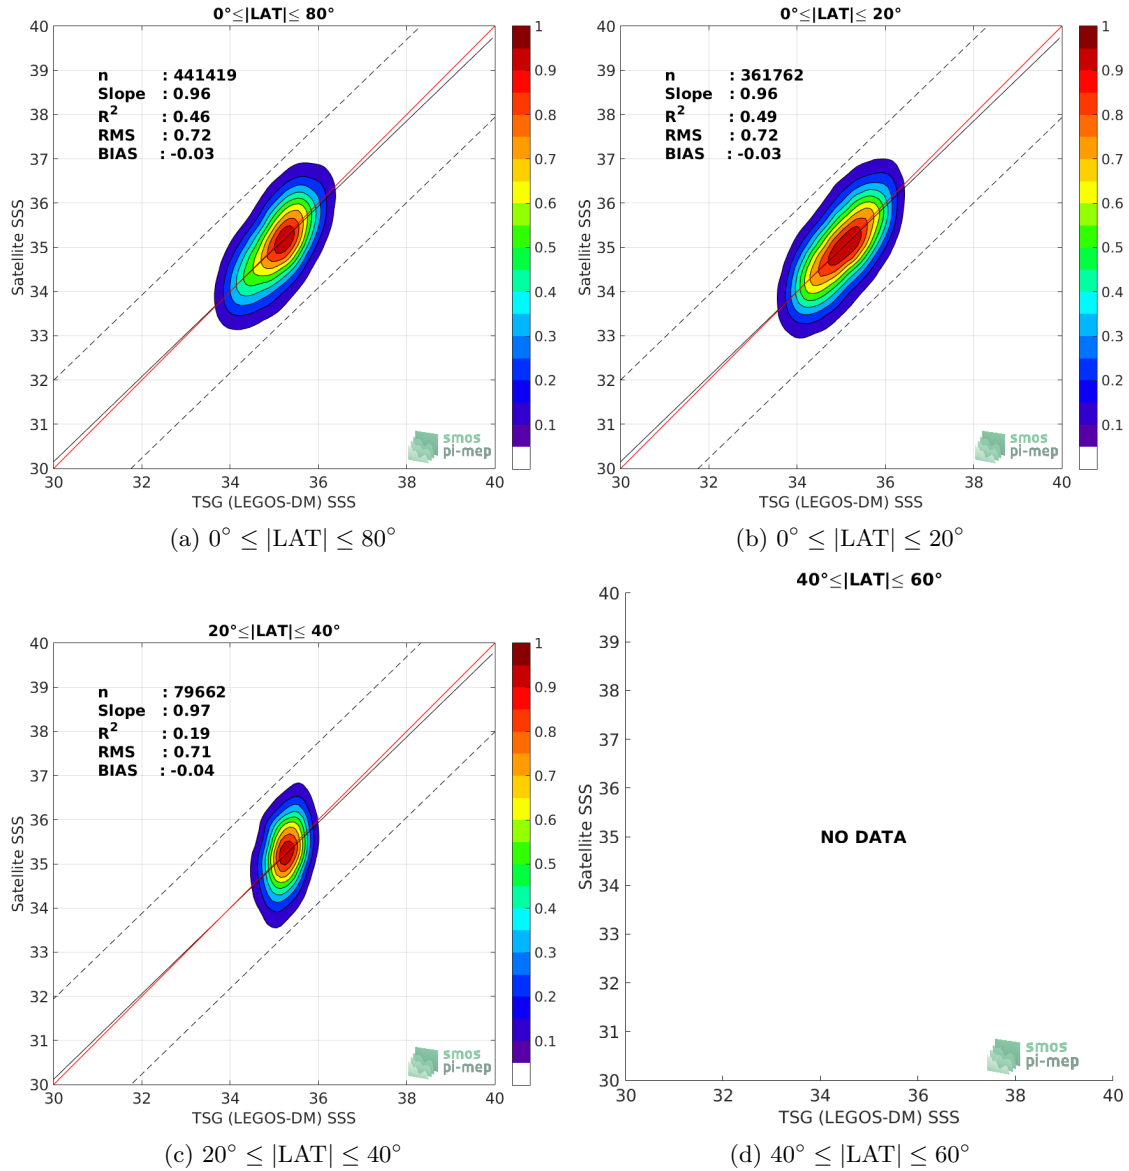 0°≤|LAT|≤ 80°
40
39
38
37
36
35
34
33
32
31
30
Satellite SSS
n : 441419
Slope : 0.96
R2 : 0.46
RMS : 0.72
BIAS : -0.03
smos
pi-mep
30 32 34 36 38 40
TSG (LEGOS-DM) SSS
1
0.9
0.8
0.7
0.6
0.5
0.4
0.3
0.2
0.1
(a) 0° ≤ |LAT| ≤ 80°
0°≤|LAT|≤ 20°
40
39
38
37
36
35
34
33
32
31
30
Satellite SSS
n : 361762
Slope : 0.96
R2 : 0.49
RMS : 0.72
BIAS : -0.03
smos
pi-mep
30 32 34 36 38 40
TSG (LEGOS-DM) SSS
1
0.9
0.8
0.7
0.6
0.5
0.4
0.3
0.2
0.1
(b) 0° ≤ |LAT| ≤ 20°
20°≤|LAT|≤ 40°
40
39
38
37
36
35
34
33
32
31
30
Satellite SSS
n : 79662
Slope : 0.97
R2 : 0.19
RMS : 0.71
BIAS : -0.04
smos
pi-mep
30 32 34 36 38 40
TSG (LEGOS-DM) SSS
1
0.9
0.8
0.7
0.6
0.5
0.4
0.3
0.2
0.1
(c) 20° ≤ |LAT| ≤ 40°
40°≤|LAT|≤ 60°
40
39
38
37
36
35
34
33
32
31
30
Satellite SSS
NO DATA
smos
pi-mep
30 32 34 36 38 40
TSG (LEGOS-DM) SSS
(d) 40° ≤ |LAT| ≤ 60°